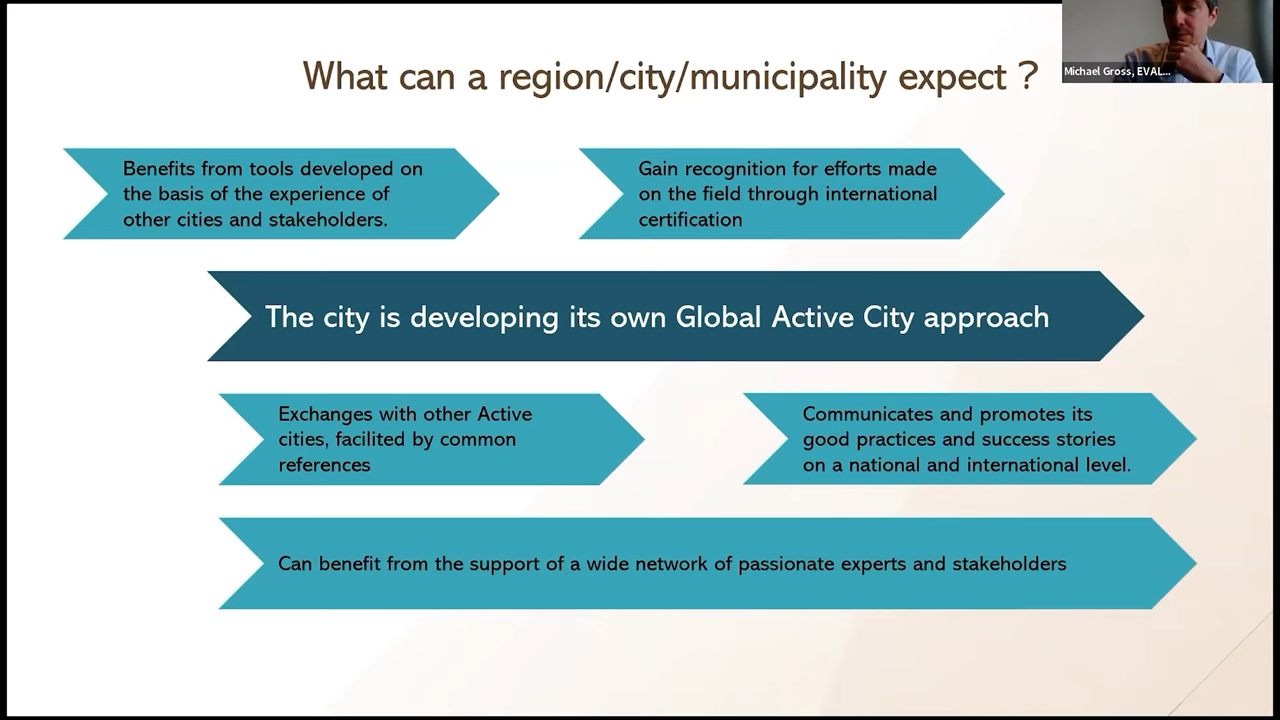 What can a region/city/municipality expect ?
Michael Gross, EVAL...
Benefits from tools developed on
the basis of the experience of
other cities and stakeholders.
Gain recognition for efforts made
on the field through international
certification
The city is developing its own Global Active City approach
Exchanges with other Active
cities, facilited by common
references
Communicates and promotes its
good practices and success stories
on a national and international level.
Can benefit from the support of a wide network of passionate experts and stakeholders